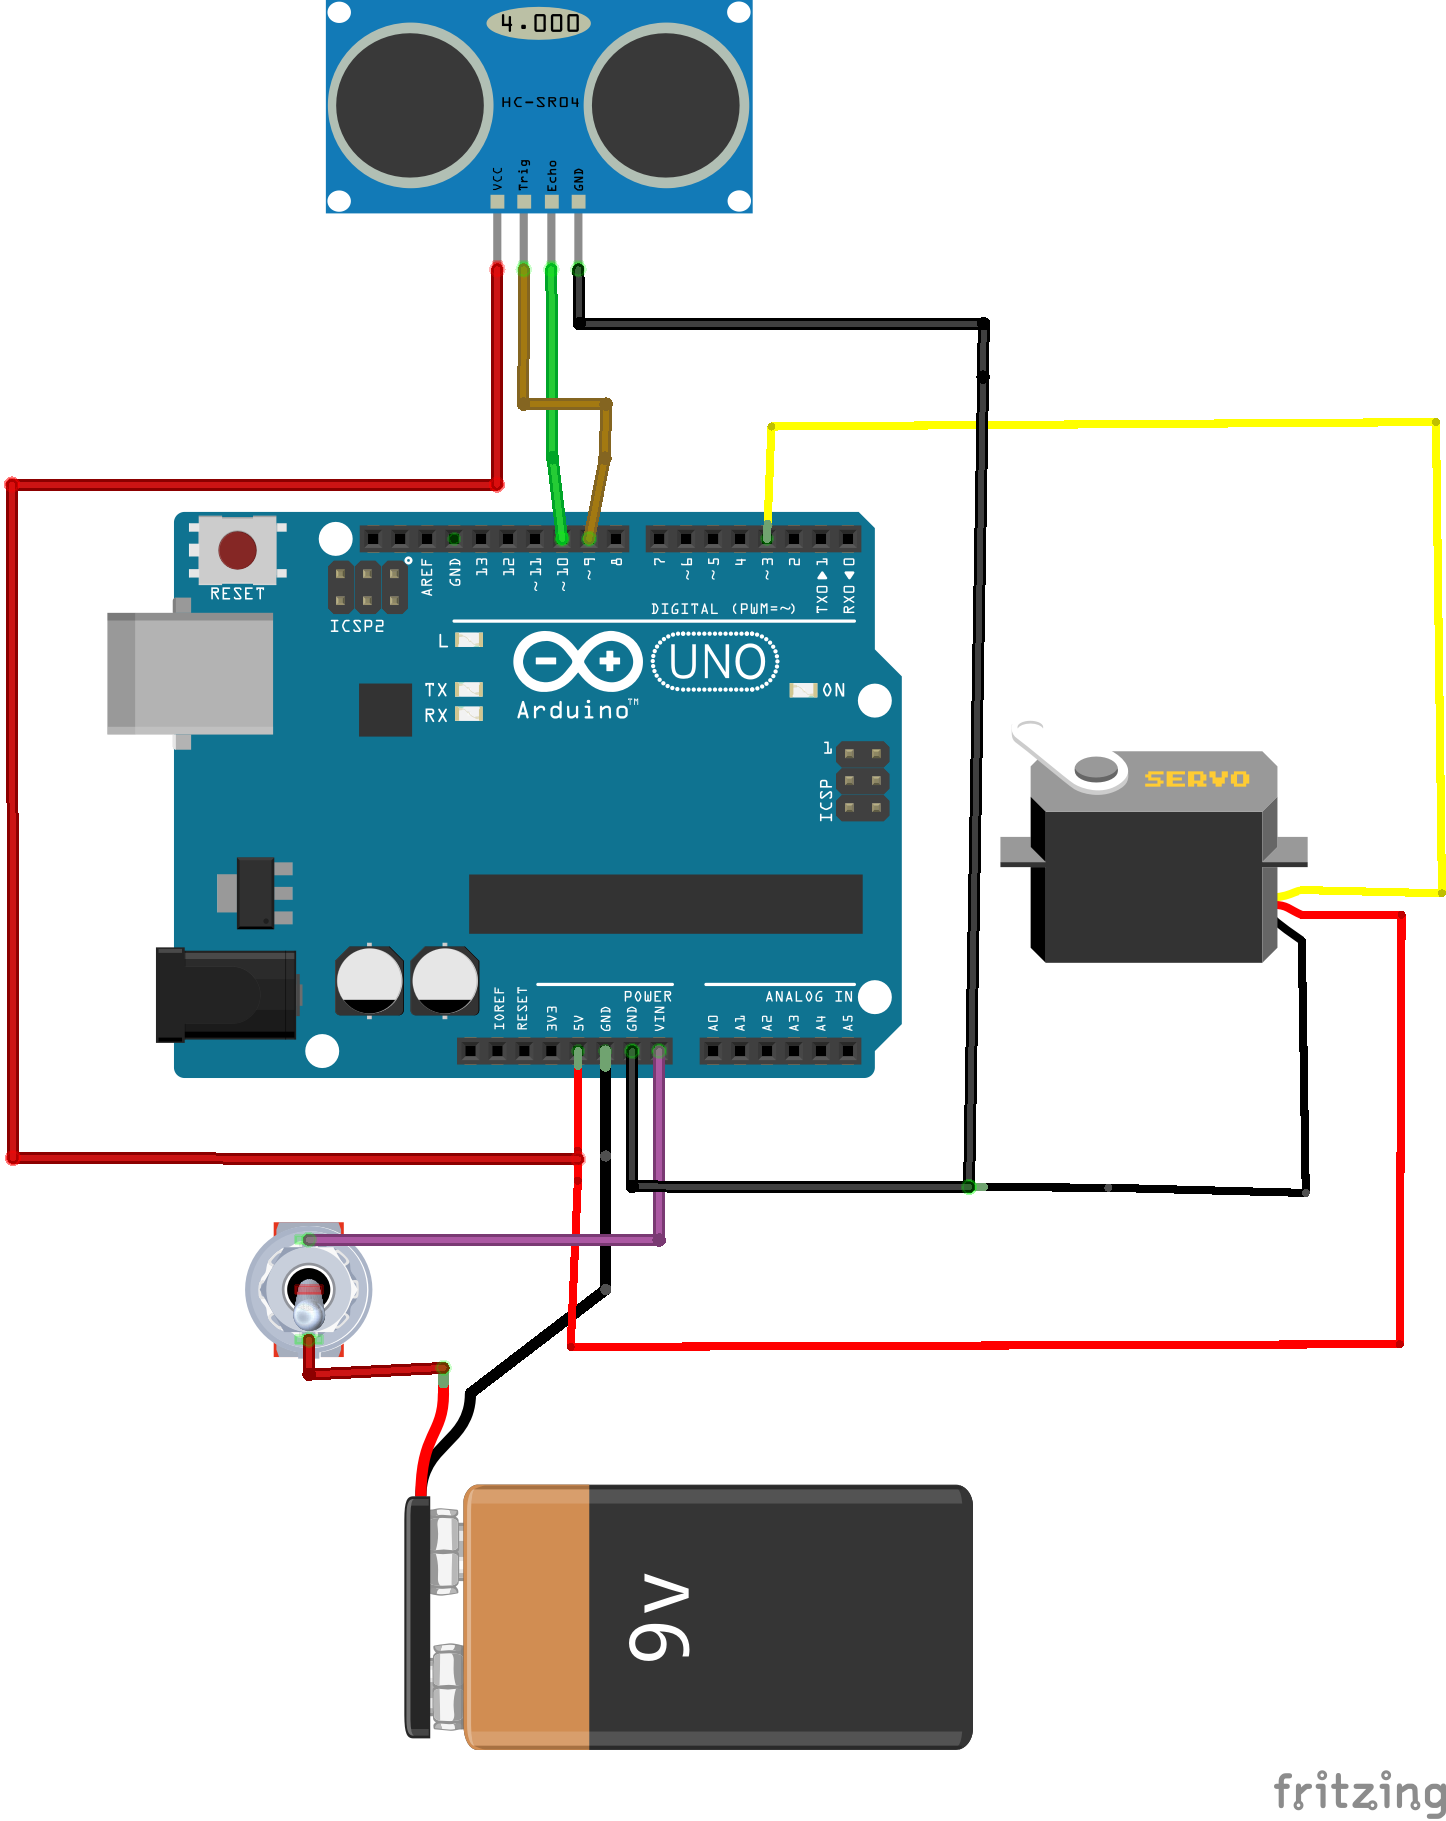 4.000
HC-SR04
VCC
Trig
Echo
GND
RESET
ICSP2
AREF
GND
13
12
~11
~10
~9
8
7
~6
~5
4
~3
2
TX0▶1
RX0◀0
DIGITAL (PWM=~)
L
TX
RX
UNO
Arduino™
ON
1
ICSP
SERVO
IOREF
RESET
3V3
5V
GND
GND
VIN
POWER
ANALOG IN
A0
A1
A2
A3
A4
A5
9v
fritzing